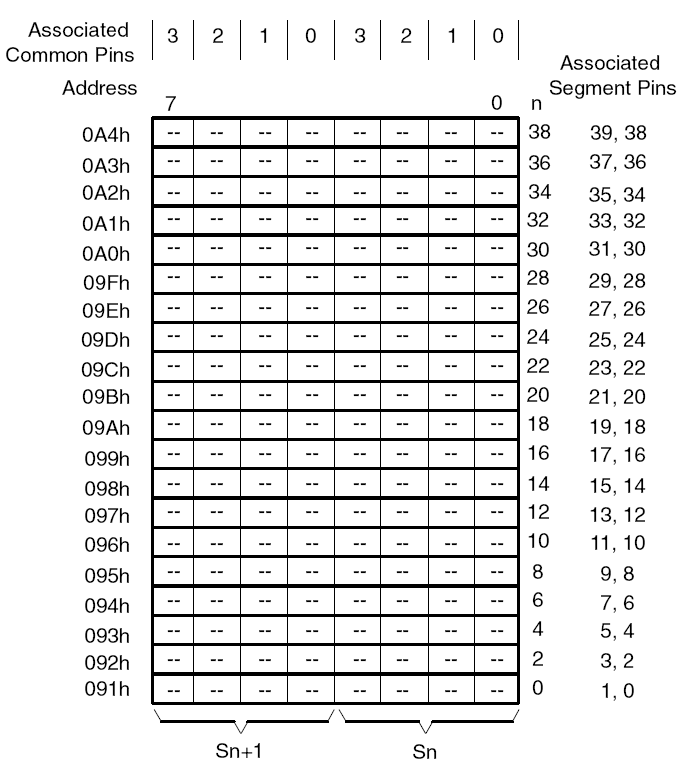 Associated Common Pins 3 2 1 0 3 2 1 0
Address 7 0 n Associated Segment Pins
0A4h -- -- -- -- -- -- -- -- 38 39, 38
0A3h -- -- -- -- -- -- -- -- 36 37, 36
0A2h -- -- -- -- -- -- -- -- 34 35, 34
0A1h -- -- -- -- -- -- -- -- 32 33, 32
0A0h -- -- -- -- -- -- -- -- 30 31, 30
09Fh -- -- -- -- -- -- -- -- 28 29, 28
09Eh -- -- -- -- -- -- -- -- 26 27, 26
09Dh -- -- -- -- -- -- -- -- 24 25, 24
09Ch -- -- -- -- -- -- -- -- 22 23, 22
09Bh -- -- -- -- -- -- -- -- 20 21, 20
09Ah -- -- -- -- -- -- -- -- 18 19, 18
099h -- -- -- -- -- -- -- -- 16 17, 16
098h -- -- -- -- -- -- -- -- 14 15, 14
097h -- -- -- -- -- -- -- -- 12 13, 12
096h -- -- -- -- -- -- -- -- 10 11, 10
095h -- -- -- -- -- -- -- -- 8 9, 8
094h -- -- -- -- -- -- -- -- 6 7, 6
093h -- -- -- -- -- -- -- -- 4 5, 4
092h -- -- -- -- -- -- -- -- 2 3, 2
091h -- -- -- -- -- -- -- -- 0 1, 0
Sn+1 Sn